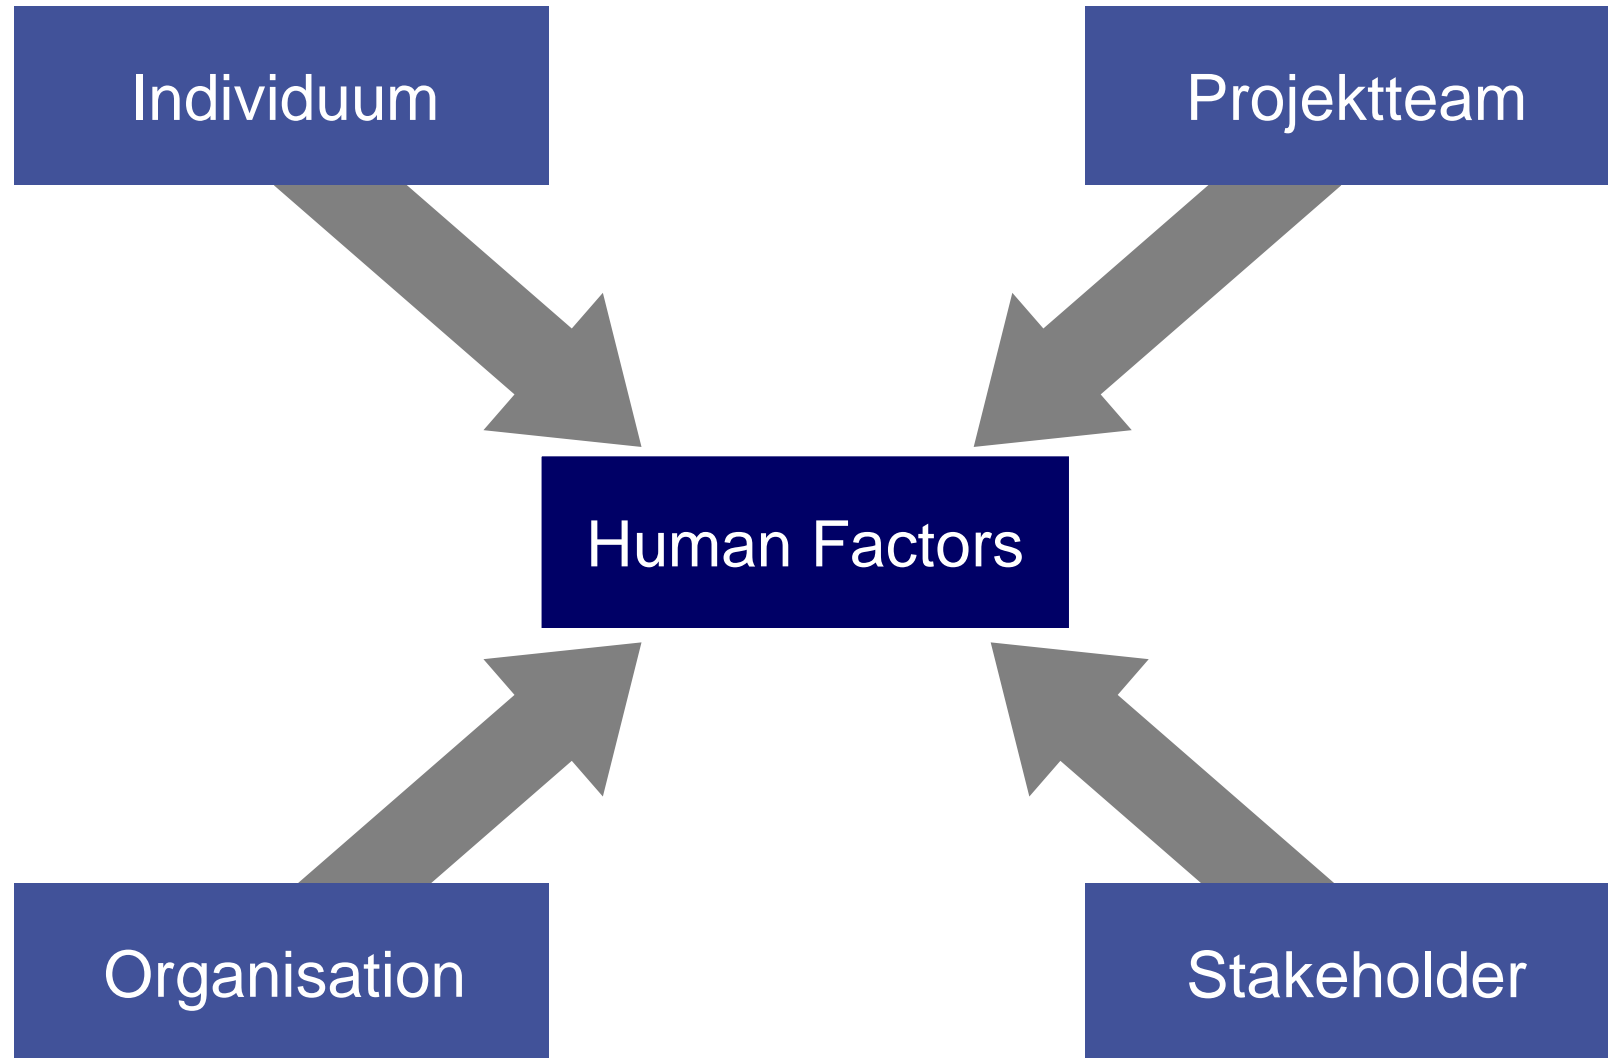 Individuum
Projektteam
Human Factors
Organisation
Stakeholder